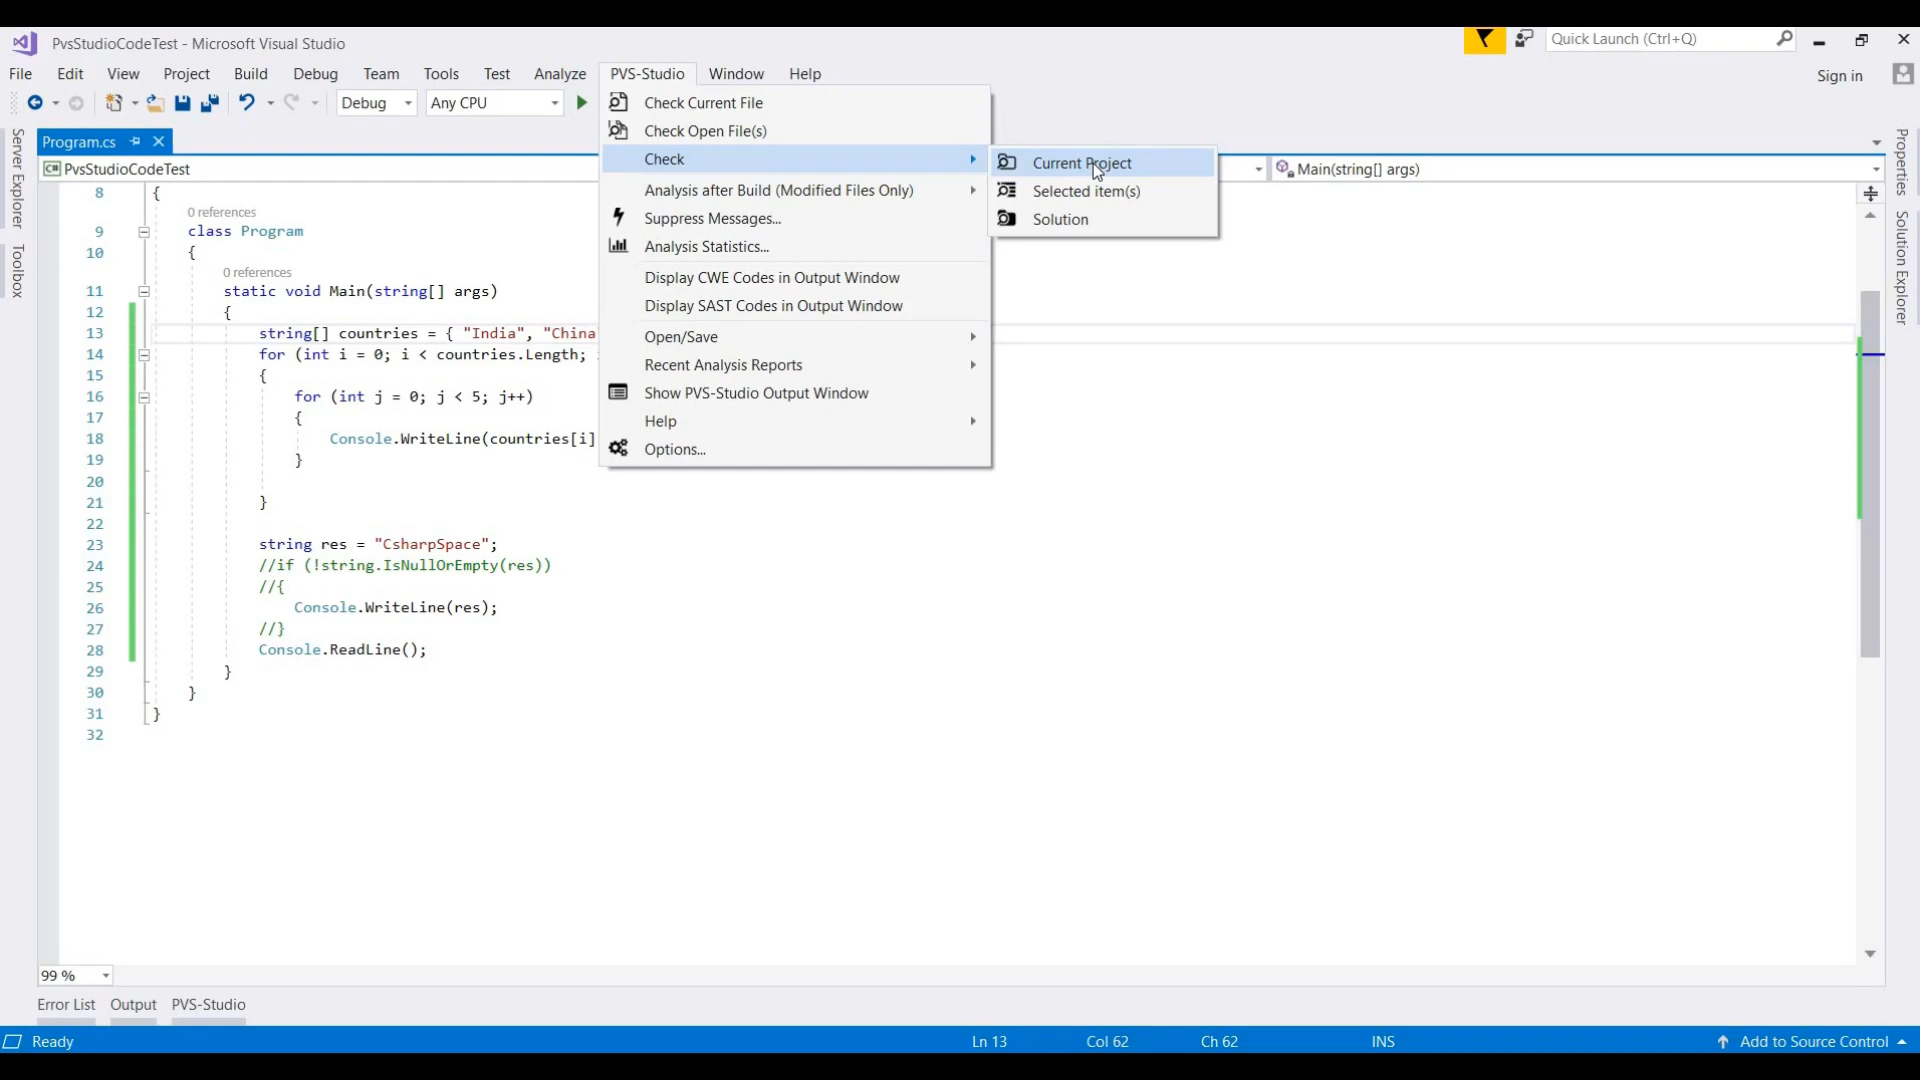 PvsStudioCodeTest - Microsoft Visual Studio
Quick Launch (Ctrl+Q)
File Edit View Project Build Debug Team Tools Test Analyze PVS-Studio Window Help
Sign in
Debug Any CPU
Check Current File
Check Open File(s)
Check
Analysis after Build (Modified Files Only)
Suppress Messages...
Analysis Statistics...
Display CWE Codes in Output Window
Display SAST Codes in Output Window
Open/Save
Recent Analysis Reports
Show PVS-Studio Output Window
Help
Options...
Current Project
Selected item(s)
Solution
Server Explorer
Toolbox
Properties
Solution Explorer
Program.cs
C# PvsStudioCodeTest
Main(string[] args)
8 {
0 references
9 class Program
10 {
0 references
11 static void Main(string[] args)
12 {
13 string[] countries = { "India", "China
14 for (int i = 0; i < countries.Length;
15 {
16 for (int j = 0; j < 5; j++)
17 {
18 Console.WriteLine(countries[i]
19 }
20
21 }
22
23 string res = "CsharpSpace";
24 //if (!string.IsNullOrEmpty(res))
25 //{
26 Console.WriteLine(res);
27 //}
28 Console.ReadLine();
29 }
30 }
31 }
32
99 %
Error List Output PVS-Studio
Ready Ln 13 Col 62 Ch 62 INS Add to Source Control